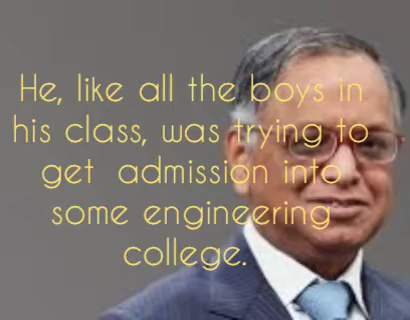 He, like all the boys in
his class, was trying to
get admission into
some engineering
college.